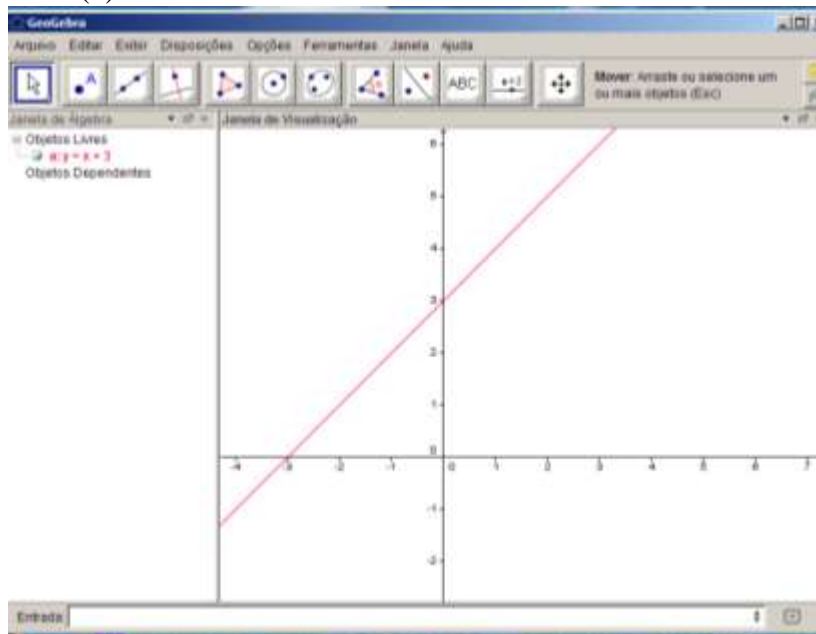 GeoGebra
Arquivo Editar Exibir Disposições Opções Ferramentas Janela Ajuda
A
ABC
a=2
Mover: Arraste ou selecione um
ou mais objetos (Esc)
Janela de Álgebra
Janela de Visualização
Objetos Livres
a: y = x + 3
Objetos Dependentes
6
5
4
3
2
1
0
-4 -3 -2 -1 0 1 2 3 4 5 6 7
-1
-2
Entrada: